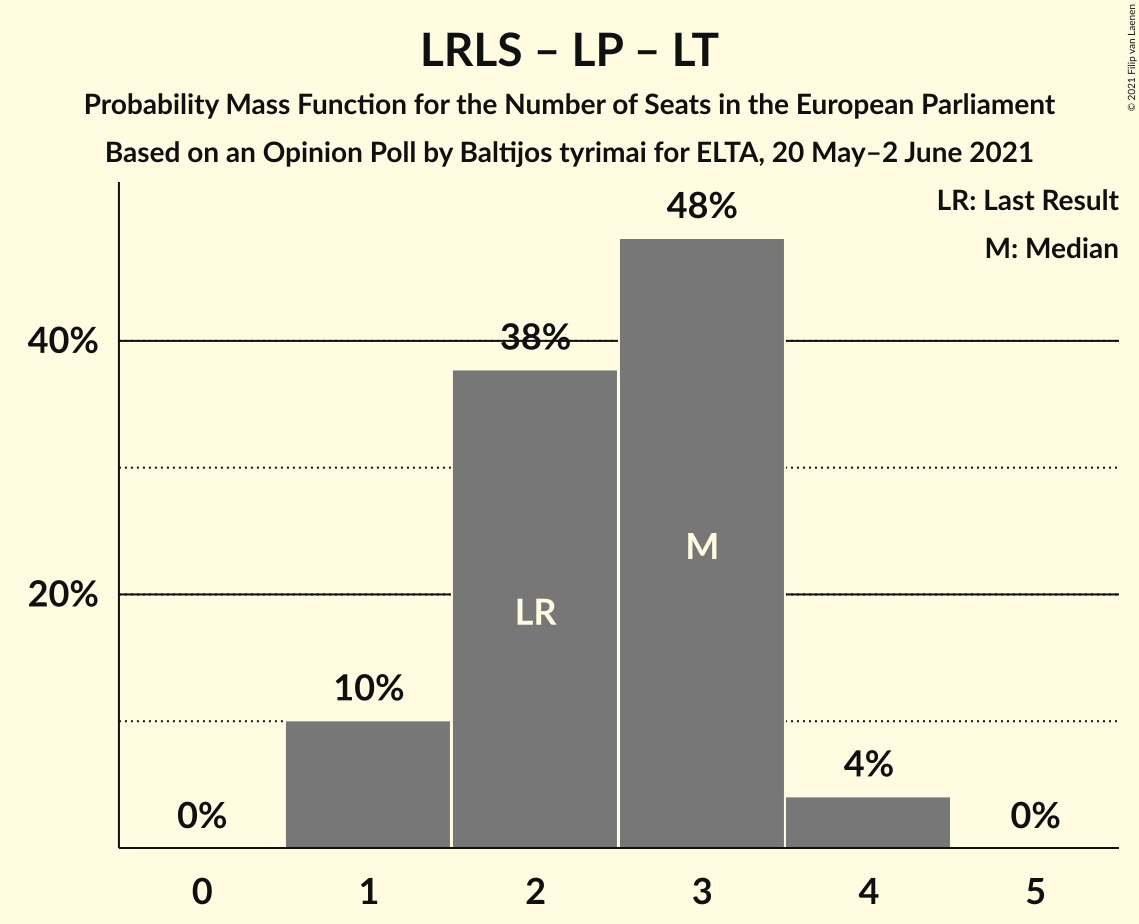 LRLS – LP – LT
Probability Mass Function for the Number of Seats in the European Parliament
Based on an Opinion Poll by Baltijos tyrimai for ELTA, 20 May–2 June 2021
© 2021 Filip van Laenen
LR: Last Result
M: Median
48%
40%
38%
M
20%
LR
10%
4%
0%
0%
0 1 2 3 4 5